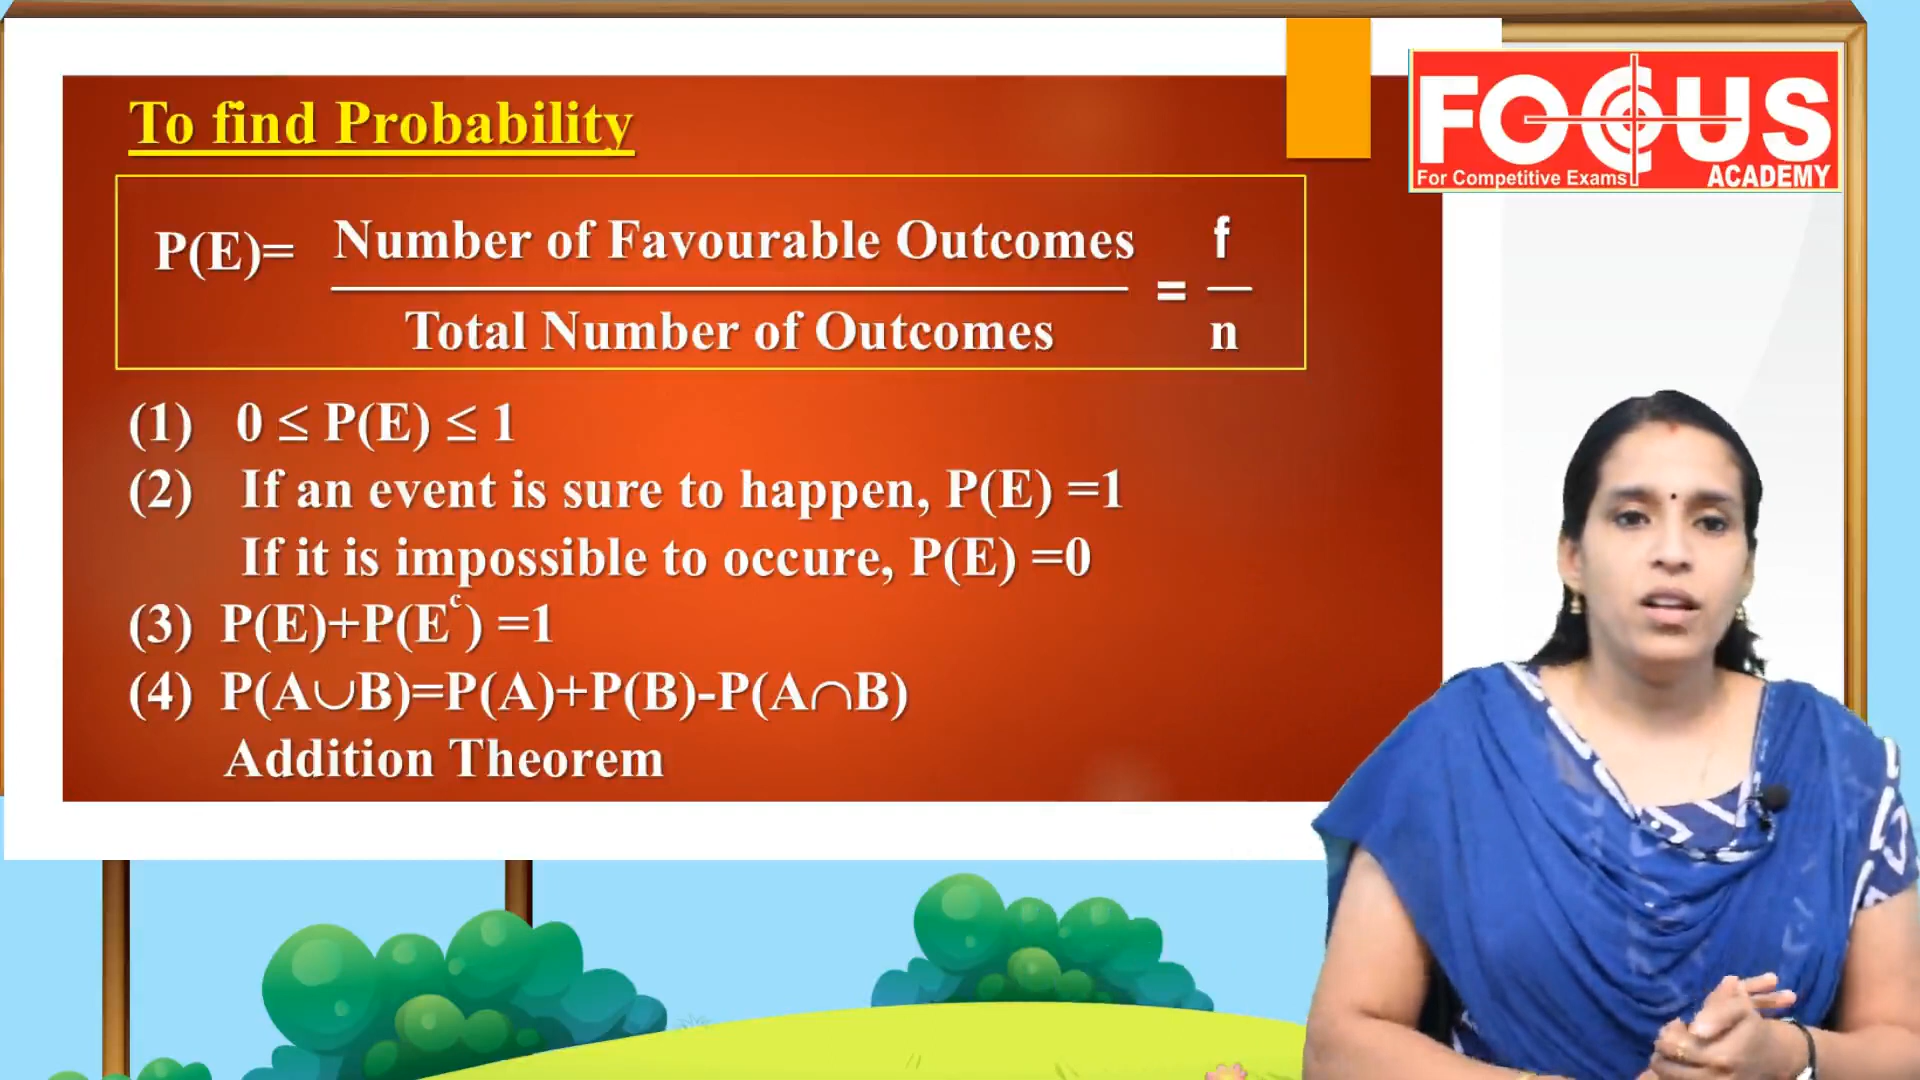 To find Probability
P(E)= Number of Favourable Outcomes / Total Number of Outcomes = f / n
(1) 0 ≤ P(E) ≤ 1
(2) If an event is sure to happen, P(E) =1
If it is impossible to occure, P(E) =0
(3) P(E)+P(Eᶜ) =1
(4) P(A∪B)=P(A)+P(B)-P(A∩B)
Addition Theorem
FOCUS
For Competitive Exams ACADEMY